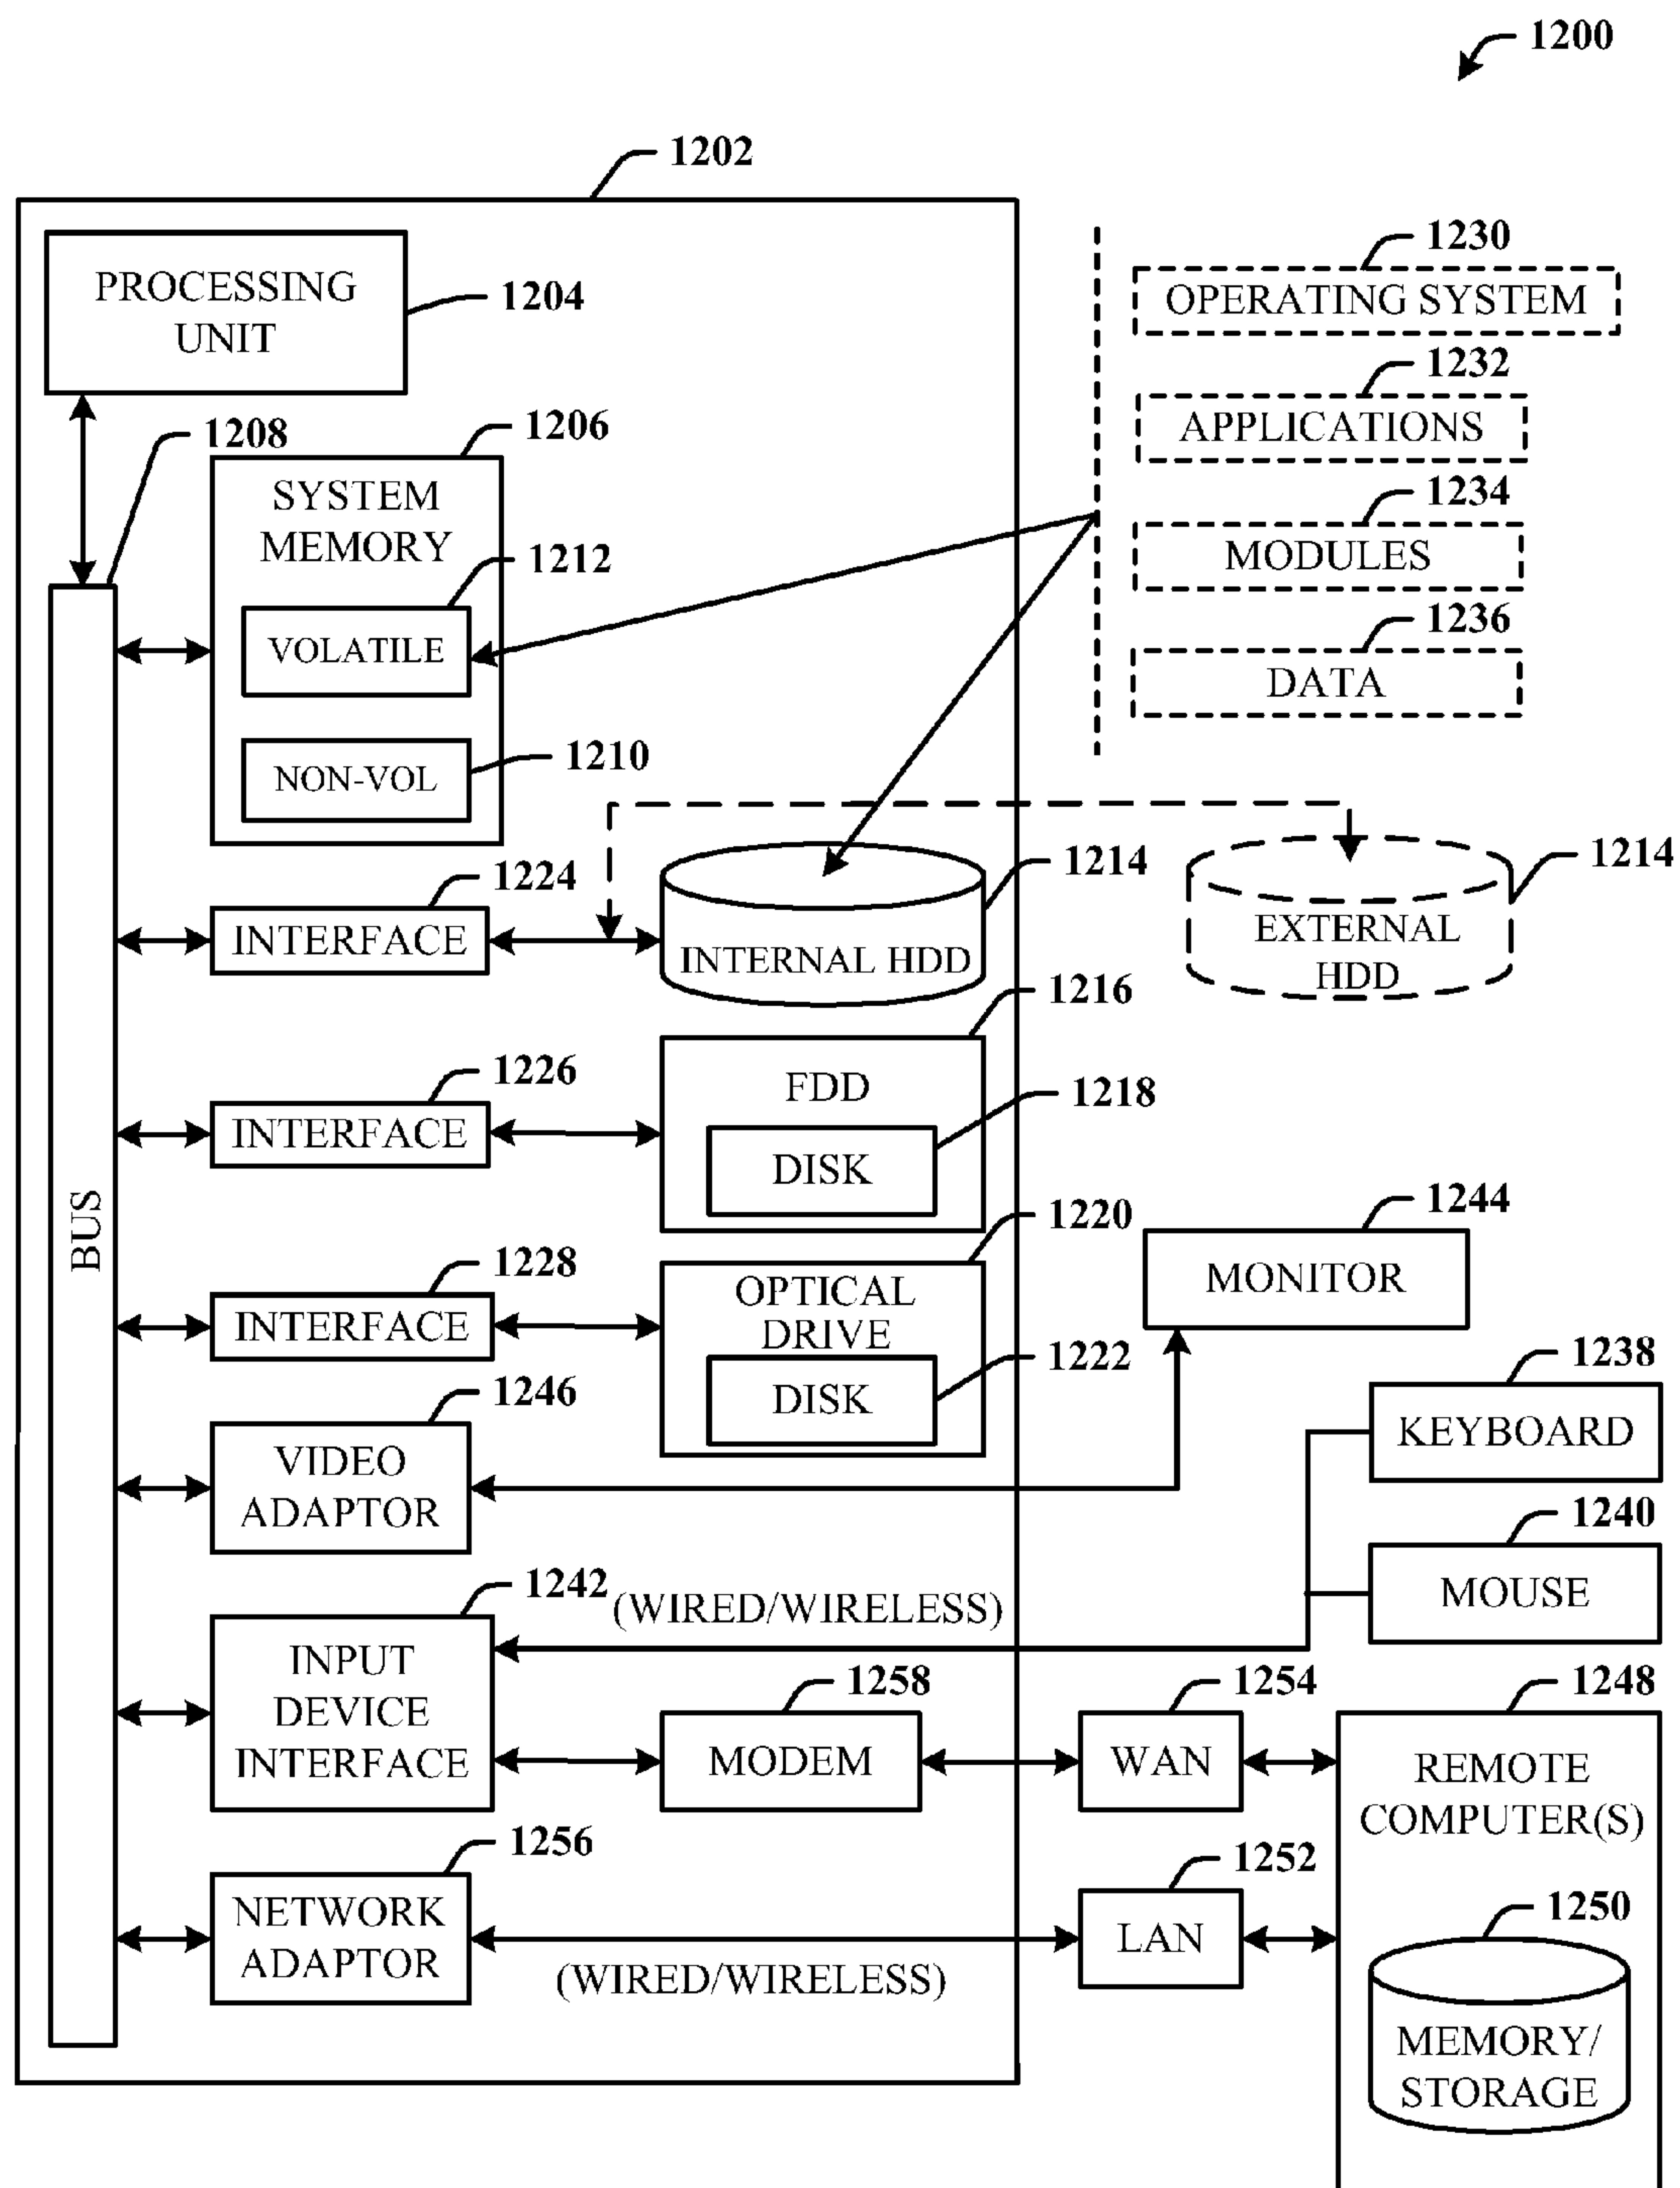 1200
1202
PROCESSING
UNIT
1204
1208
1206
SYSTEM
MEMORY
1212
VOLATILE
1210
NON-VOL
1230
OPERATING SYSTEM
1232
APPLICATIONS
1234
MODULES
1236
DATA
BUS
1224
INTERFACE
1214
INTERNAL HDD
1214
EXTERNAL
HDD
1226
INTERFACE
1216
FDD
1218
DISK
1228
INTERFACE
1220
OPTICAL
DRIVE
1222
DISK
1244
MONITOR
1246
VIDEO
ADAPTOR
1238
KEYBOARD
1240
MOUSE
1242
(WIRED/WIRELESS)
INPUT
DEVICE
INTERFACE
1258
MODEM
1254
WAN
1248
REMOTE
COMPUTER(S)
1256
NETWORK
ADAPTOR
(WIRED/WIRELESS)
1252
LAN
1250
MEMORY/
STORAGE